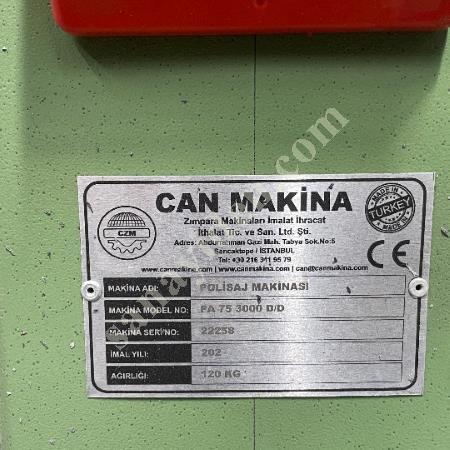 CAN MAKİNA
Zımpara Makinaları İmalat İhracat
İthalat Tic. ve San. Ltd. Şti.
Adres: Abdurrahman Gazi Mah. Tabya Sok.No:5
Sancaktepe / İSTANBUL
Tel: +90 216 311 95 79
www.canmakina.com | www.canmakina | can@canmakina.com
CZM
MADE IN
TURKEY
CE
MAKİNA ADI: POLİSAJ MAKİNASI
MAKİNA MODEL NO: PA 75 3000 D/D
MAKİNA SERİ NO: 22258
İMAL YILI: 202
AĞIRLIĞI: 120 KG